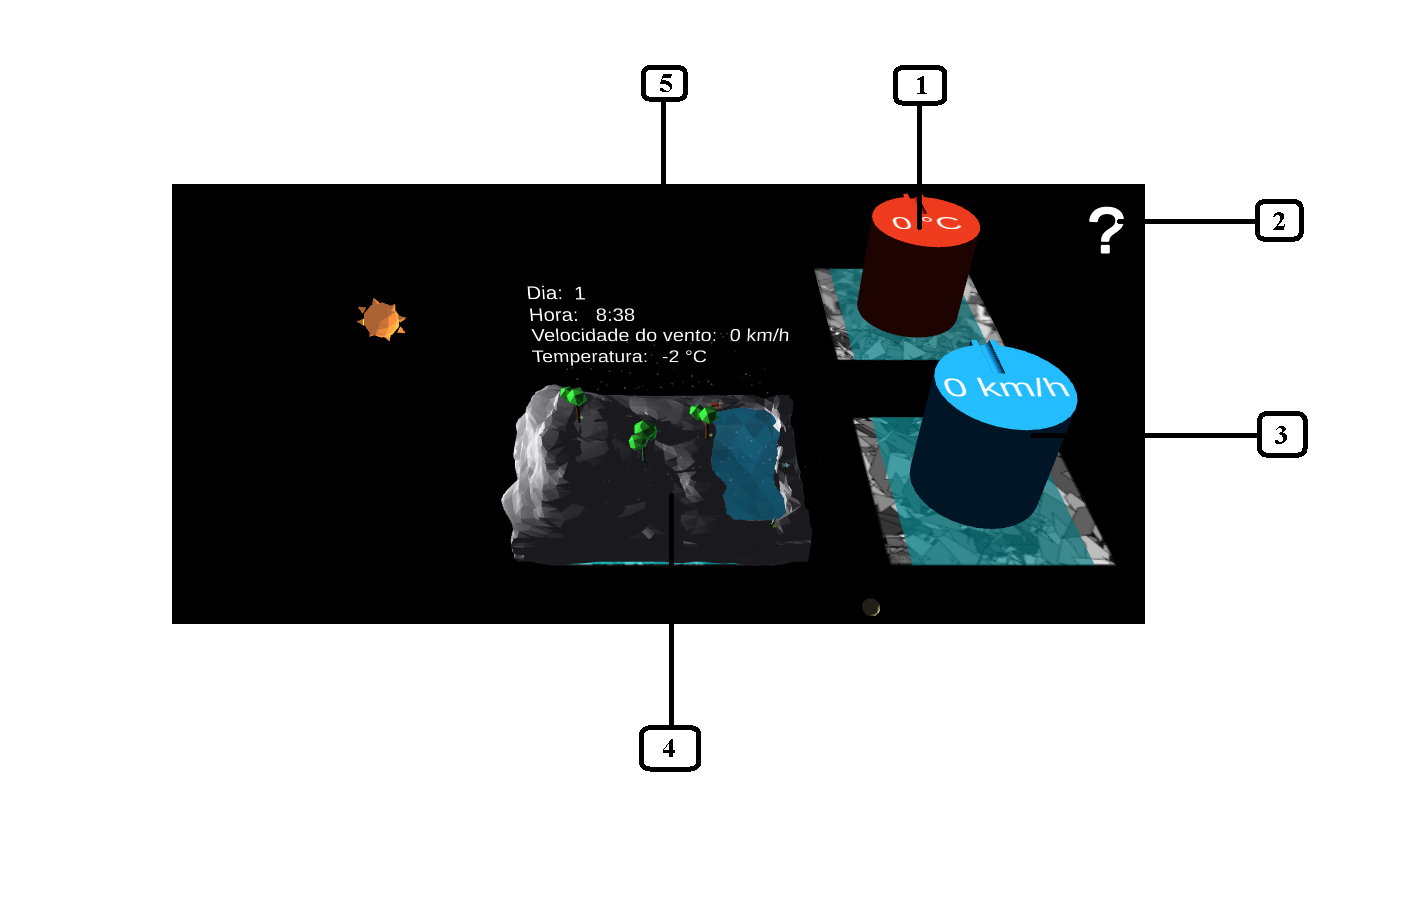 5
1
0 °C
?
2
Dia: 1
Hora: 8:38
Velocidade do vento: 0 km/h
Temperatura: -2 °C
0 km/h
3
4